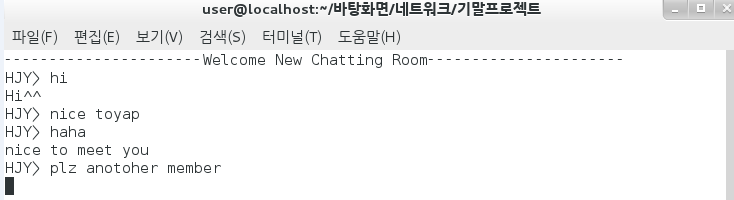 user@localhost:~/바탕화면/네트워크/기말프로젝트
파일(F) 편집(E) 보기(V) 검색(S) 터미널(T) 도움말(H)
----------------------Welcome New Chatting Room----------------------
HJY> hi
Hi^^
HJY> nice toyap
HJY> haha
nice to meet you
HJY> plz anotoher member